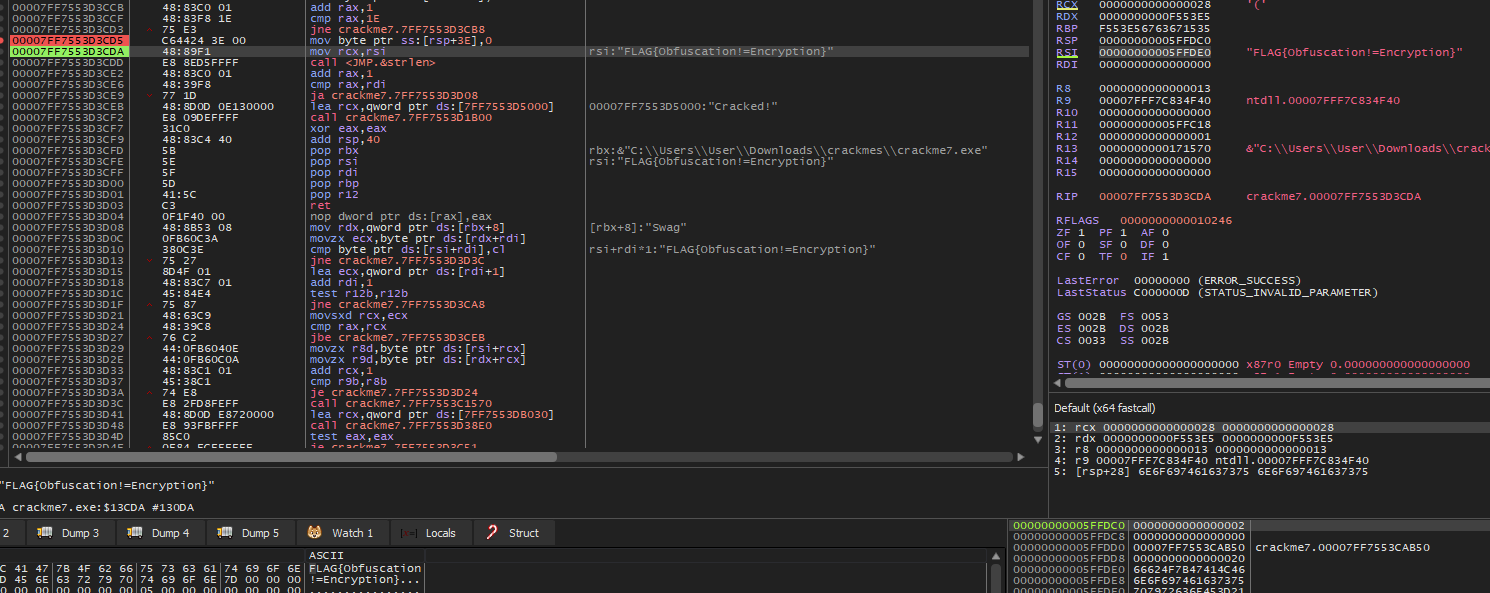 00007FF7553D3CCB 48:83C0 01 add rax,1
00007FF7553D3CCF 48:83F8 1E cmp rax,1E
00007FF7553D3CD3 75 E3 jne crackme7.7FF7553D3CB8
00007FF7553D3CD5 C64424 3E 00 mov byte ptr ss:[rsp+3E],0
00007FF7553D3CDA 48:89F1 mov rcx,rsi rsi:"FLAG{Obfuscation!=Encryption}"
00007FF7553D3CDD E8 8ED5FFFF call <JMP.&strlen>
00007FF7553D3CE2 48:83C0 01 add rax,1
00007FF7553D3CE6 48:39F8 cmp rax,rdi
00007FF7553D3CE9 77 1D ja crackme7.7FF7553D3D08
00007FF7553D3CEB 48:8D0D 0E130000 lea rcx,qword ptr ds:[7FF7553D5000] 00007FF7553D5000:"Cracked!"
00007FF7553D3CF2 E8 09DEFFFF call crackme7.7FF7553D1B00
00007FF7553D3CF7 31C0 xor eax,eax
00007FF7553D3CF9 48:83C4 40 add rsp,40
00007FF7553D3CFD 5B pop rbx rbx:&"C:\\Users\\User\\Downloads\\crackmes\\crackme7.exe"
00007FF7553D3CFE 5E pop rsi rsi:"FLAG{Obfuscation!=Encryption}"
00007FF7553D3CFF 5F pop rdi
00007FF7553D3D00 5D pop rbp
00007FF7553D3D01 41:5C pop r12
00007FF7553D3D03 C3 ret
00007FF7553D3D04 0F1F40 00 nop dword ptr ds:[rax],eax
00007FF7553D3D08 48:8B53 08 mov rdx,qword ptr ds:[rbx+8] [rbx+8]:"Swag"
00007FF7553D3D0C 0FB60C3A movzx ecx,byte ptr ds:[rdx+rdi]
00007FF7553D3D10 380C3E cmp byte ptr ds:[rsi+rdi],cl rsi+rdi*1:"FLAG{Obfuscation!=Encryption}"
00007FF7553D3D13 75 27 jne crackme7.7FF7553D3D3C
00007FF7553D3D15 8D4F 01 lea ecx,qword ptr ds:[rdi+1]
00007FF7553D3D18 48:83C7 01 add rdi,1
00007FF7553D3D1C 45:84E4 test r12b,r12b
00007FF7553D3D1F 75 87 jne crackme7.7FF7553D3CA8
00007FF7553D3D21 48:63C9 movsxd rcx,ecx
00007FF7553D3D24 48:39C8 cmp rax,rcx
00007FF7553D3D27 76 C2 jbe crackme7.7FF7553D3CEB
00007FF7553D3D29 44:0FB6040E movzx r8d,byte ptr ds:[rsi+rcx]
00007FF7553D3D2E 44:0FB60C0A movzx r9d,byte ptr ds:[rdx+rcx]
00007FF7553D3D33 48:83C1 01 add rcx,1
00007FF7553D3D37 45:38C1 cmp r9b,r8b
00007FF7553D3D3A 74 E8 je crackme7.7FF7553D3D24
00007FF7553D3D3C E8 2FD8FEFF call crackme7.7FF7553C1570
00007FF7553D3D41 48:8D0D E8720000 lea rcx,qword ptr ds:[7FF7553DB030]
00007FF7553D3D48 E8 93FBFFFF call crackme7.7FF7553D38E0
00007FF7553D3D4D 85C0 test eax,eax
"FLAG{Obfuscation!=Encryption}"
A crackme7.exe:$13CDA #130DA
2 Dump 3 Dump 4 Dump 5 Watch 1 Locals Struct
ASCII
C 41 47 7B 4F 62 66 75 73 63 61 74 69 6F 6E FLAG{Obfuscation
D 45 6E 63 72 79 70 74 69 6F 6E 7D 00 00 00 !=Encryption}...
RCX 0000000000000028 '('
RDX 0000000000F553E5
RBP F553E56763671535
RSP 00000000005FFDC0
RSI 00000000005FFDE0 "FLAG{Obfuscation!=Encryption}"
RDI 0000000000000000
R8 0000000000000013
R9 00007FFF7C834F40 ntdll.00007FFF7C834F40
R10 0000000000000000
R11 00000000005FFC18
R12 0000000000000001
R13 0000000000171570 &"C:\\Users\\User\\Downloads\\crack
R14 0000000000000000
R15 0000000000000000
RIP 00007FF7553D3CDA crackme7.00007FF7553D3CDA
RFLAGS 0000000000010246
ZF 1 PF 1 AF 0
OF 0 SF 0 DF 0
CF 0 TF 0 IF 1
LastError 00000000 (ERROR_SUCCESS)
LastStatus C000000D (STATUS_INVALID_PARAMETER)
GS 002B FS 0053
ES 002B DS 002B
CS 0033 SS 002B
ST(0) 00000000000000000000 x87r0 Empty 0.000000000000000000
Default (x64 fastcall)
1: rcx 0000000000000028 0000000000000028
2: rdx 0000000000F553E5 0000000000F553E5
3: r8 0000000000000013 0000000000000013
4: r9 00007FFF7C834F40 ntdll.00007FFF7C834F40
5: [rsp+28] 6E6F697461637375 6E6F697461637375
00000000005FFDC0 0000000000000002
00000000005FFDC8 0000000000000000
00000000005FFDD0 00007FF7553CAB50 crackme7.00007FF7553CAB50
00000000005FFDD8 0000000000000020
00000000005FFDE0 66624F7B47414C46
00000000005FFDE8 6E6F697461637375